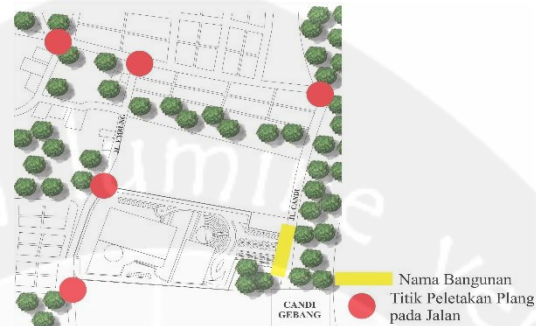 JL. CANDI
CANDI
GEBANG
Nama Bangunan
Titik Peletakan Plang
pada Jalan